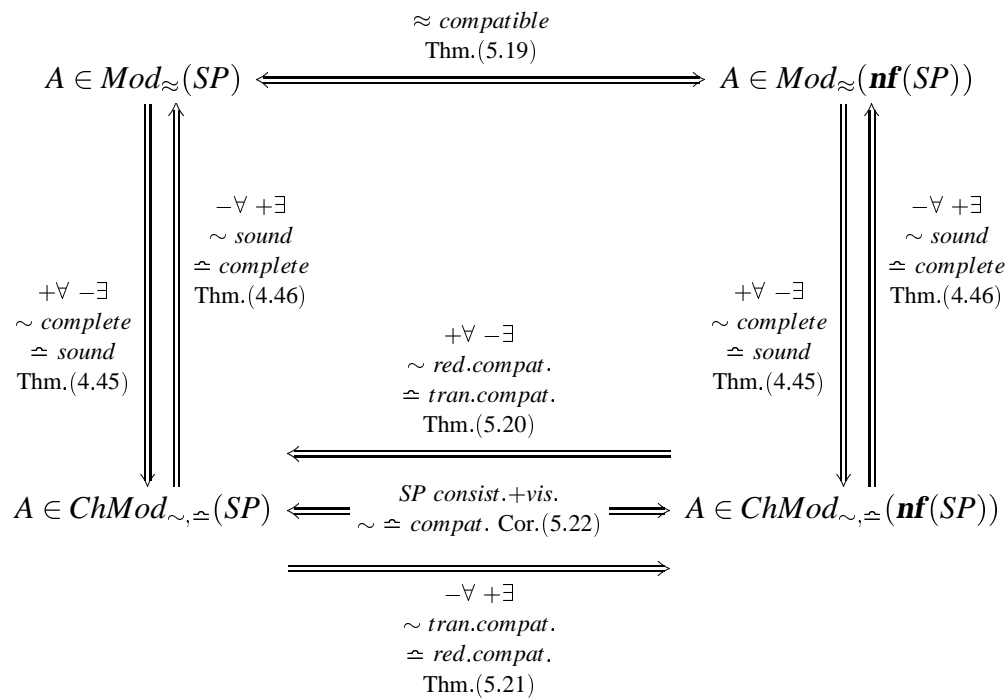 ≈ compatible
Thm.(5.19)
A ∈ Mod≈(SP)
A ∈ Mod≈(nf(SP))
−∀ +∃
∼ sound
≏ complete
Thm.(4.46)
+∀ −∃
∼ complete
≏ sound
Thm.(4.45)
+∀ −∃
∼ red.compat.
≏ tran.compat.
Thm.(5.20)
+∀ −∃
∼ complete
≏ sound
Thm.(4.45)
−∀ +∃
∼ sound
≏ complete
Thm.(4.46)
A ∈ ChMod∼,≏(SP)
SP consist.+vis.
∼ ≏ compat. Cor.(5.22)
A ∈ ChMod∼,≏(nf(SP))
−∀ +∃
∼ tran.compat.
≏ red.compat.
Thm.(5.21)